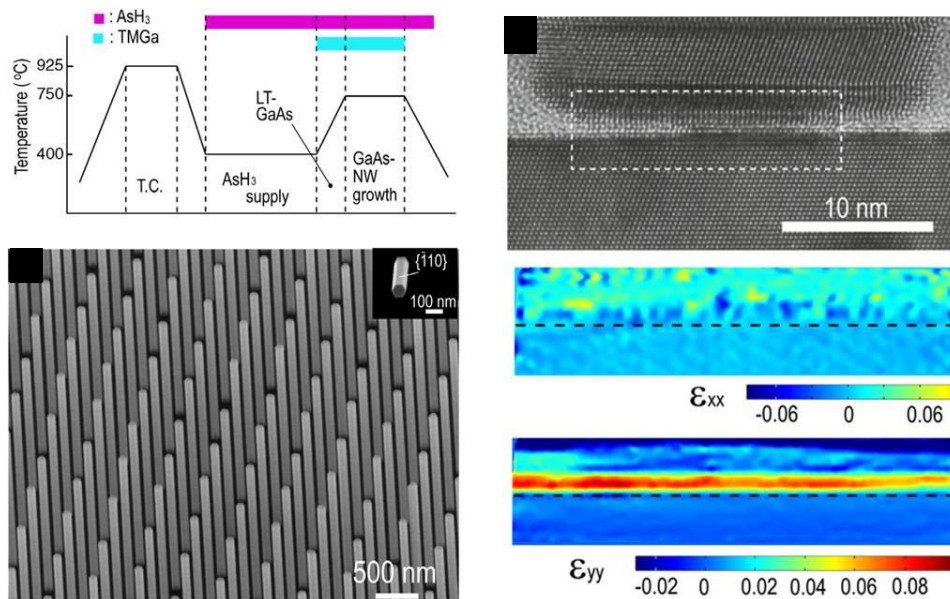 : AsH₃
: TMGa
Temperature (°C)
925
750
400
T.C.
AsH₃
supply
LT-
GaAs
GaAs-
NW
growth
10 nm
{110}
100 nm
500 nm
εxx
-0.06 0 0.06
εyy
-0.02 0 0.02 0.04 0.06 0.08